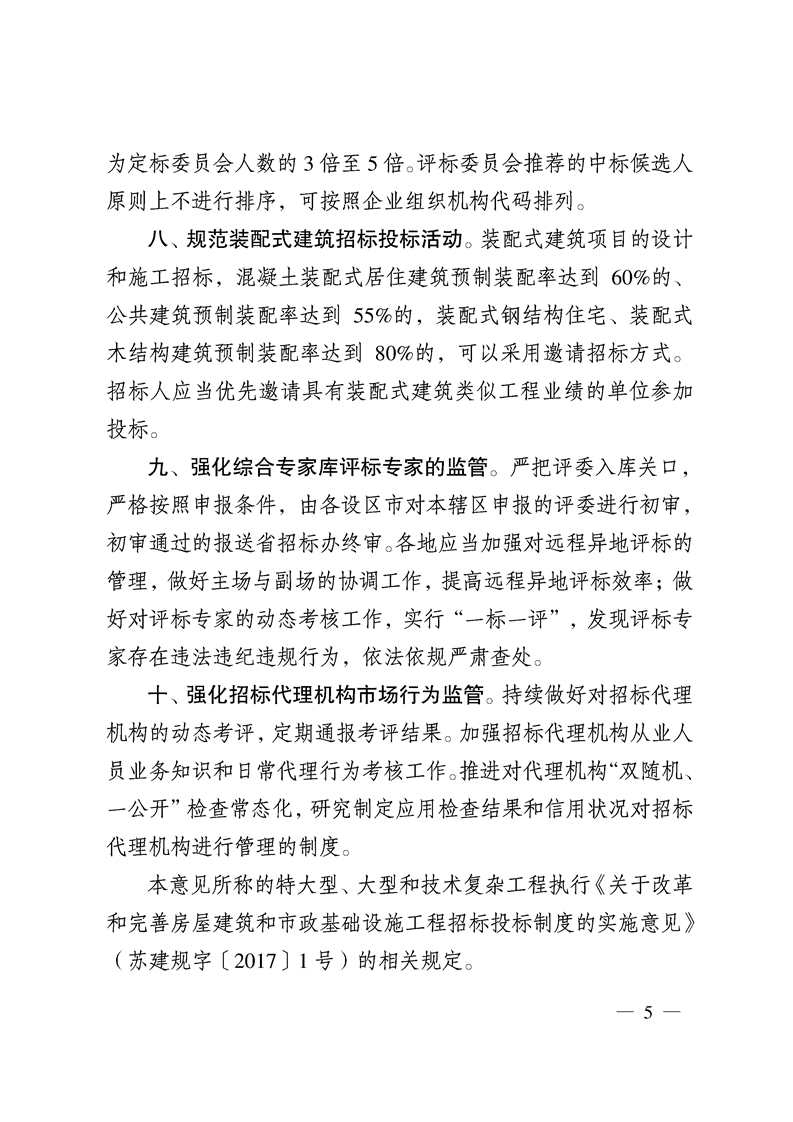 为定标委员会人数的 3 倍至 5 倍。评标委员会推荐的中标候选人
原则上不进行排序，可按照企业组织机构代码排列。
八、规范装配式建筑招标投标活动。装配式建筑项目的设计
和施工招标，混凝土装配式居住建筑预制装配率达到 60%的、
公共建筑预制装配率达到 55%的，装配式钢结构住宅、装配式
木结构建筑预制装配率达到 80%的，可以采用邀请招标方式。
招标人应当优先邀请具有装配式建筑类似工程业绩的单位参加
投标。
九、强化综合专家库评标专家的监管。严把评委入库关口，
严格按照申报条件，由各设区市对本辖区申报的评委进行初审，
初审通过的报送省招标办终审。各地应当加强对远程异地评标的
管理，做好主场与副场的协调工作，提高远程异地评标效率；做
好对评标专家的动态考核工作，实行“一标一评”，发现评标专
家存在违法违纪违规行为，依法依规严肃查处。
十、强化招标代理机构市场行为监管。持续做好对招标代理
机构的动态考评，定期通报考评结果。加强招标代理机构从业人
员业务知识和日常代理行为考核工作。推进对代理机构“双随机、
一公开”检查常态化，研究制定应用检查结果和信用状况对招标
代理机构进行管理的制度。
本意见所称的特大型、大型和技术复杂工程执行《关于改革
和完善房屋建筑和市政基础设施工程招标投标制度的实施意见》
（苏建规字〔2017〕1 号）的相关规定。
— 5 —